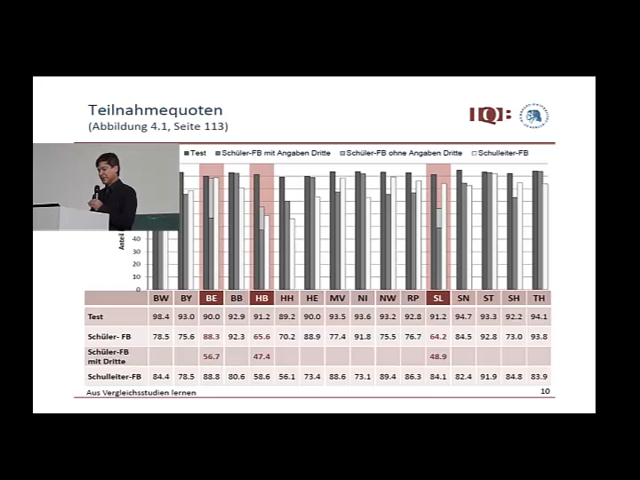 Teilnahmequoten
(Abbildung 4.1, Seite 113)
IQB
Test Schüler-FB mit Angaben Dritte Schüler-FB ohne Angaben Dritte Schulleiter-FB
40
30
20
10
0
BW BY BE BB HB HH HE MV NI NW RP SL SN ST SH TH
Test 98.4 93.0 90.0 92.9 91.2 89.2 90.0 93.5 93.6 93.2 92.8 91.2 94.7 93.3 92.2 94.1
Schüler- FB 78.5 75.6 88.3 92.3 65.6 70.2 88.9 77.4 91.8 75.5 76.7 64.2 84.5 92.8 73.0 93.8
Schüler-FB
mit Dritte 56.7 47.4 48.9
Schulleiter-FB 84.4 78.5 88.8 80.6 58.6 56.1 73.4 88.6 73.1 89.4 86.3 84.1 82.4 91.9 84.8 83.9
Aus Vergleichsstudien lernen 10